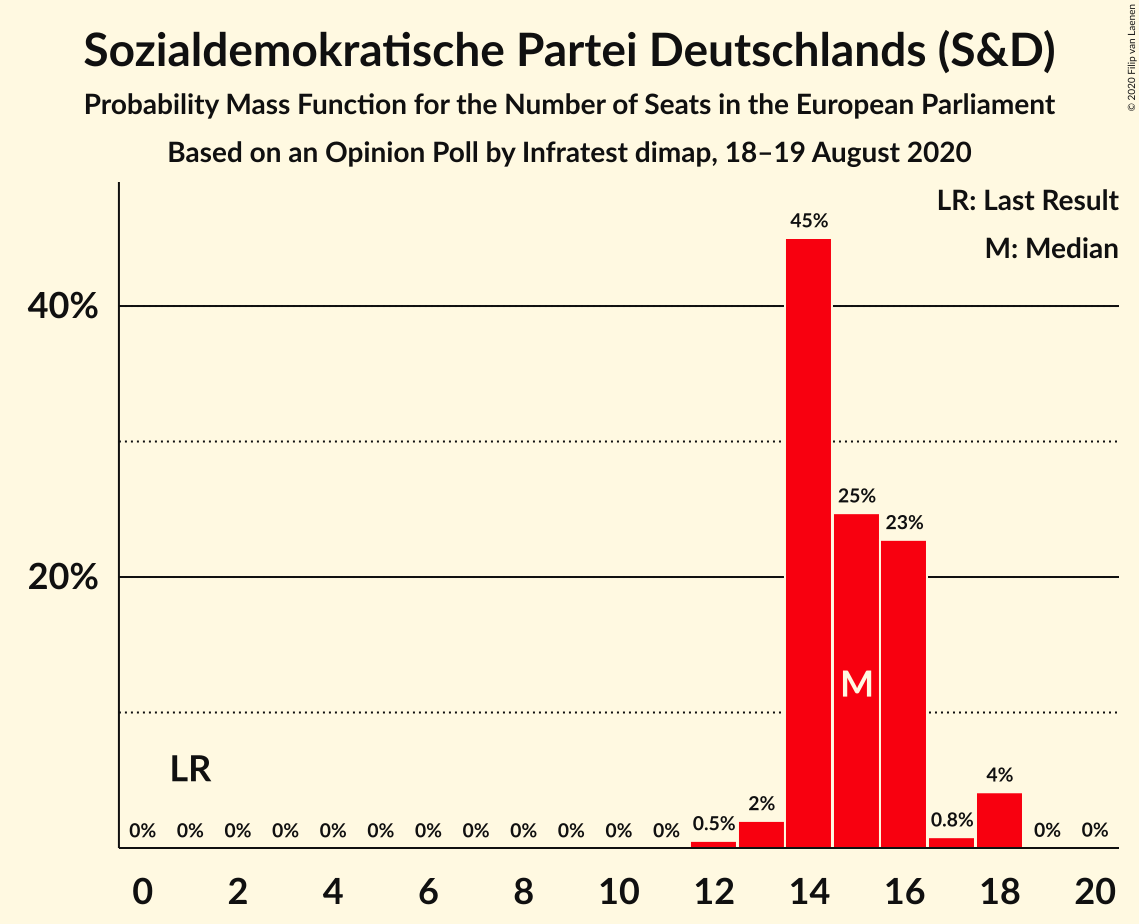 Sozialdemokratische Partei Deutschlands (S&D)
Probability Mass Function for the Number of Seats in the European Parliament
Based on an Opinion Poll by Infratest dimap, 18–19 August 2020
© 2020 Filip van Laenen
LR: Last Result
M: Median
45%
40%
25%
23%
20%
M
LR
4%
2%
0% 0% 0% 0% 0% 0% 0% 0% 0% 0% 0% 0% 0.5% 0.8% 0% 0%
0 2 4 6 8 10 12 14 16 18 20